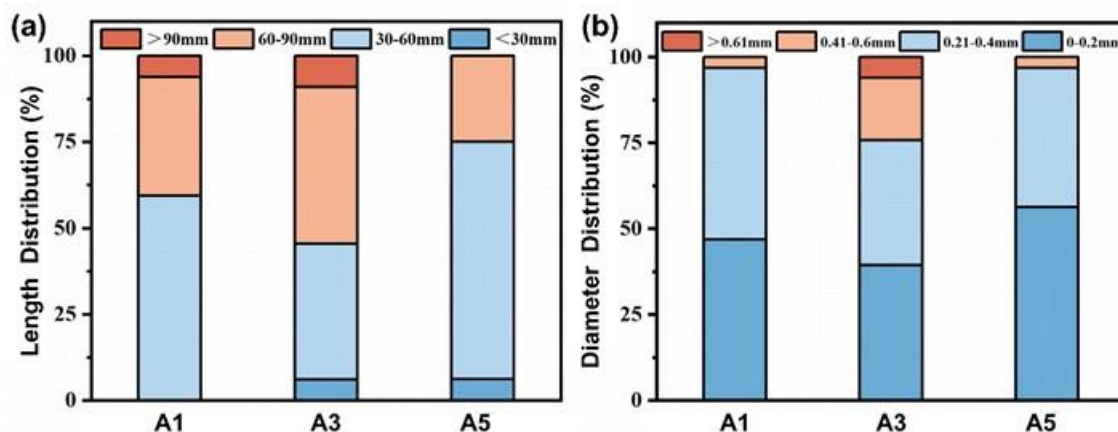 (a)
>90mm 60-90mm 30-60mm <30mm
100
75
50
25
0
Length Distribution (%)
A1 A3 A5
(b)
>0.61mm 0.41-0.6mm 0.21-0.4mm 0-0.2mm
100
75
50
25
0
Diameter Distribution (%)
A1 A3 A5